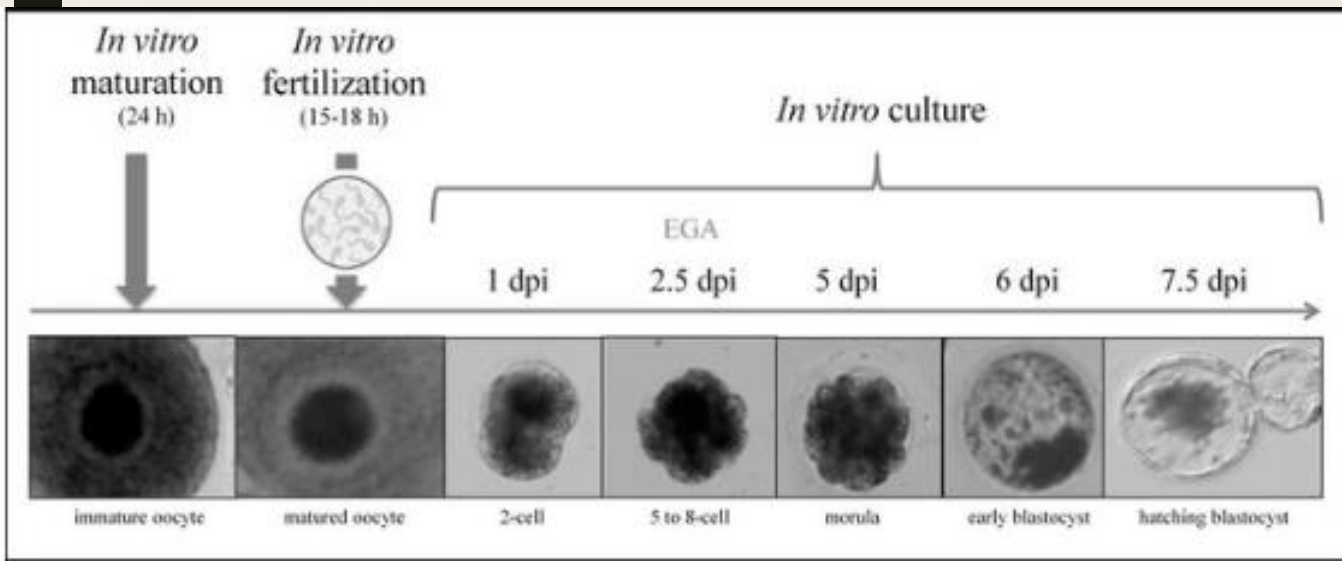 In vitro
maturation
(24 h)
In vitro
fertilization
(15-18 h)
In vitro culture
EGA
1 dpi
2.5 dpi
5 dpi
6 dpi
7.5 dpi
immature oocyte
matured oocyte
2-cell
5 to 8-cell
morula
early blastocyst
hatching blastocyst